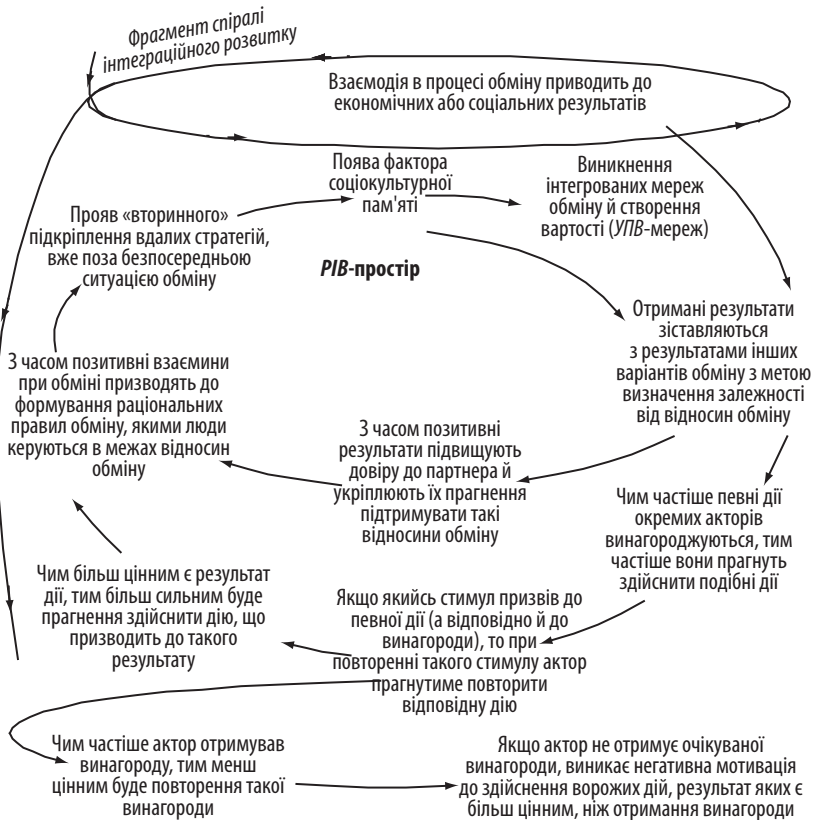 Фрагмент спіралі
інтеграційного розвитку
Взаємодія в процесі обміну приводить до
економічних або соціальних результатів
Поява фактора
соціокультурної
пам'яті
Виникнення
інтегрованих мереж
обміну й створення
вартості (УПВ-мереж)
Прояв «вторинного»
підкріплення вдалих стратегій,
вже поза безпосередньою
ситуацією обміну
РІВ-простір
Отримані результати
зіставляються
з результатами інших
варіантів обміну з метою
визначення залежності
від відносин обміну
З часом позитивні взаємини
при обміні призводять до
формування раціональних
правил обміну, якими люди
керуються в межах відносин
обміну
З часом позитивні
результати підвищують
довіру до партнера й
укріплюють їх прагнення
підтримувати такі
відносини обміну
Чим частіше певні дії
окремих акторів
винагороджуються, тим
частіше вони прагнуть
здійснити подібні дії
Чим більш цінним є результат
дії, тим більш сильним буде
прагнення здійснити дію, що
призводить до такого
результату
Якщо якийсь стимул призвів до
певної дії (а відповідно й до
винагороди), то при
повторенні такого стимулу актор
прагнутиме повторити
відповідну дію
Чим частіше актор отримував
винагороду, тим менш
цінним буде повторення такої
винагороди
Якщо актор не отримує очікуваної
винагороди, виникає негативна мотивація
до здійснення ворожих дій, результат яких є
більш цінним, ніж отримання винагороди